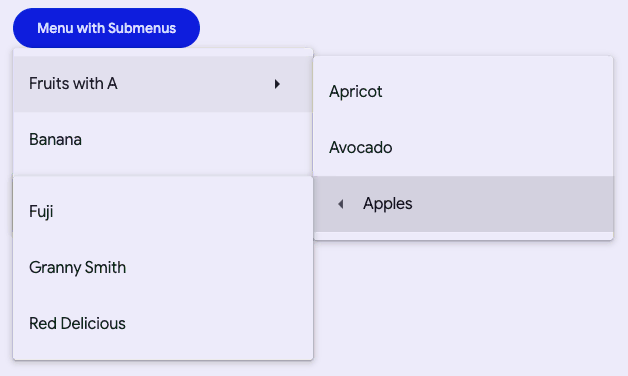 Menu with Submenus
Fruits with A
Banana
Apricot
Avocado
Apples
Fuji
Granny Smith
Red Delicious